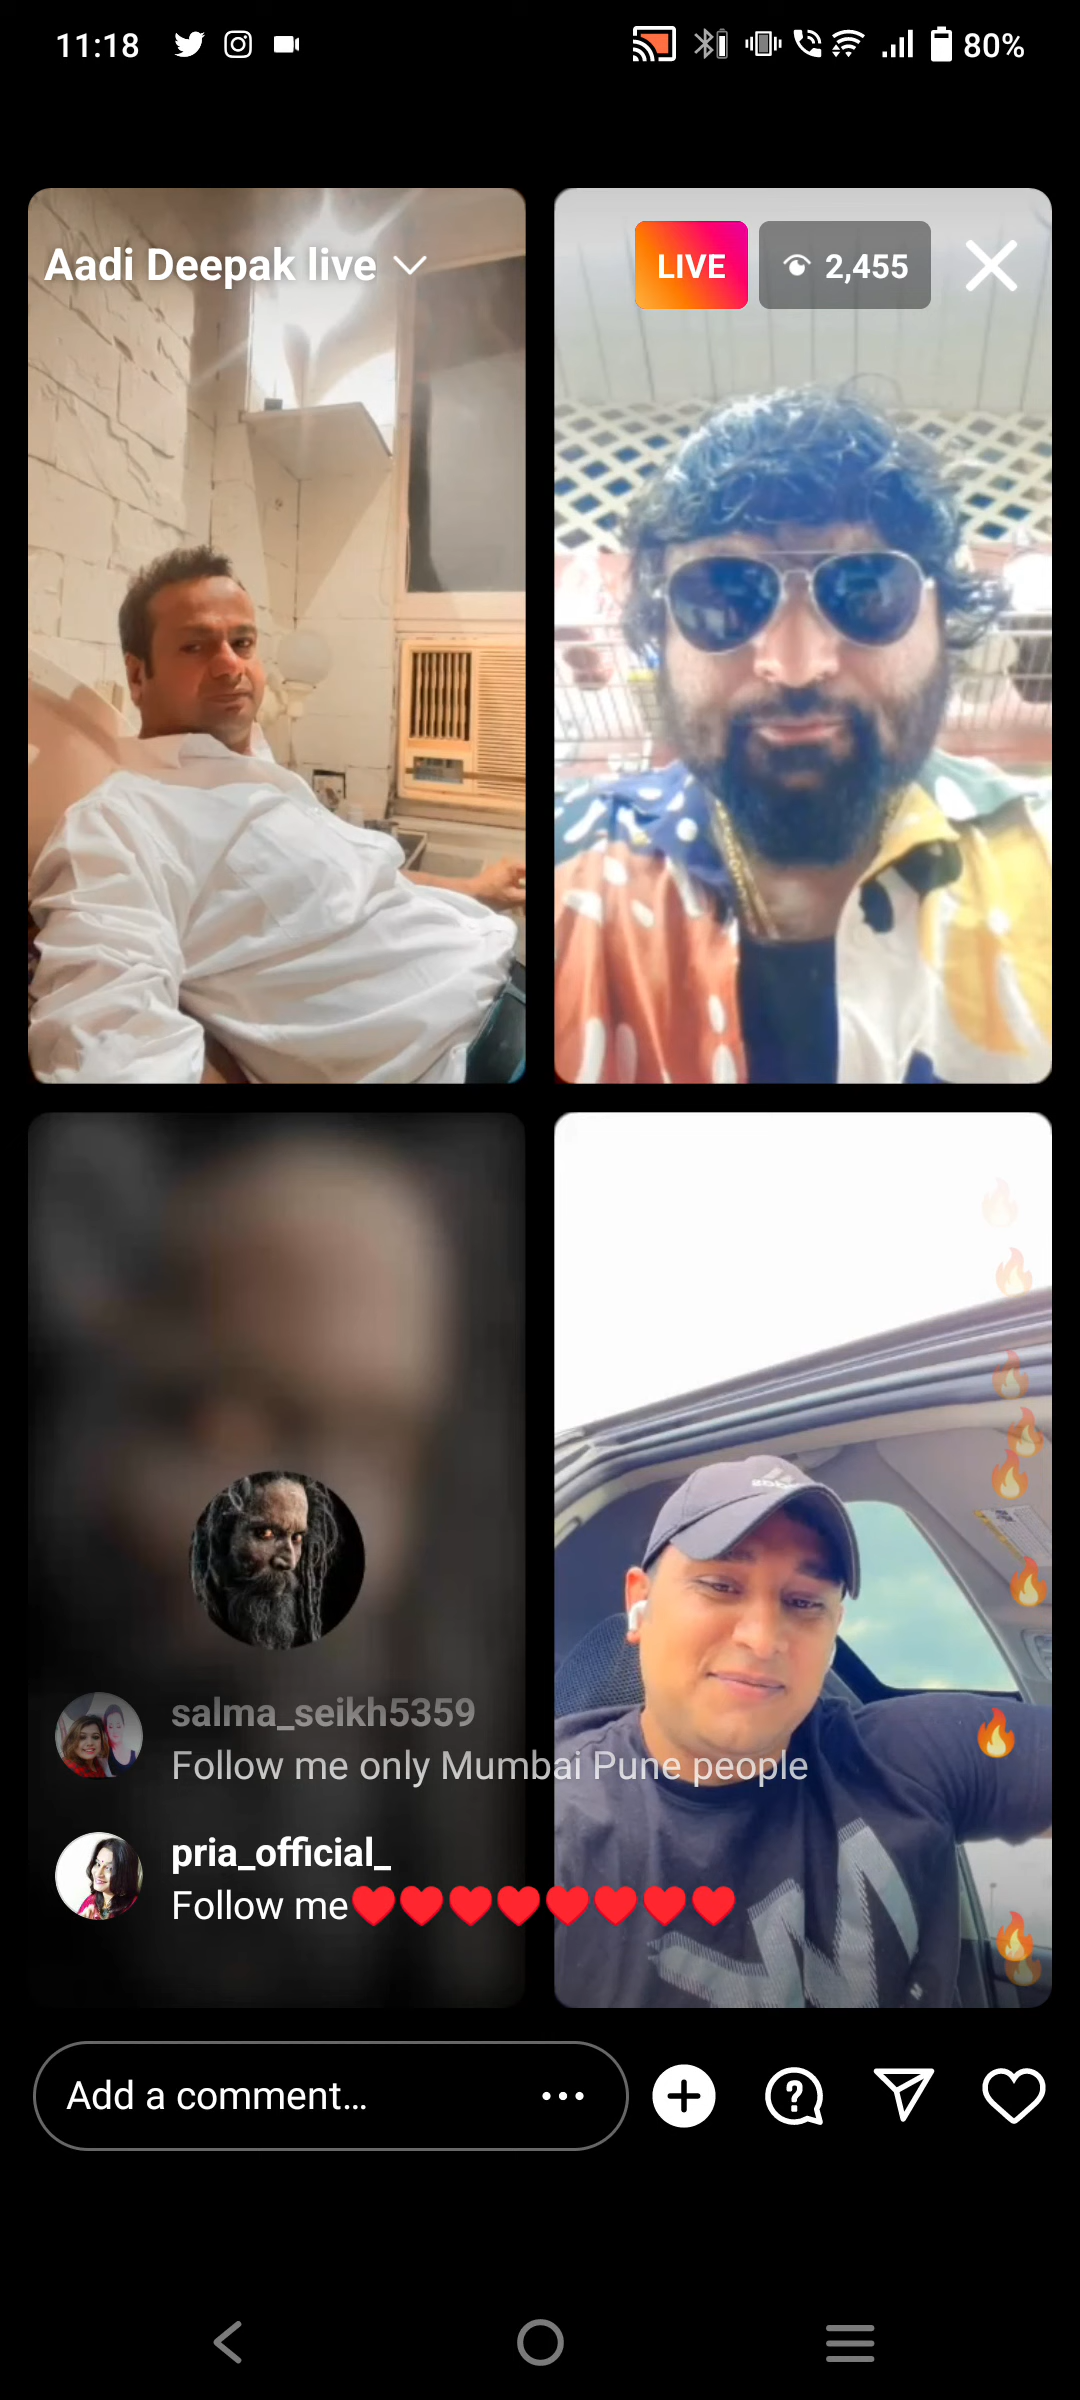 11:18
80%
Aadi Deepak live
LIVE
2,455
adidas
salma_seikh5359
Follow me only Mumbai Pune people
pria_official_
Follow me❤️❤️❤️❤️❤️❤️❤️❤️
Add a comment...